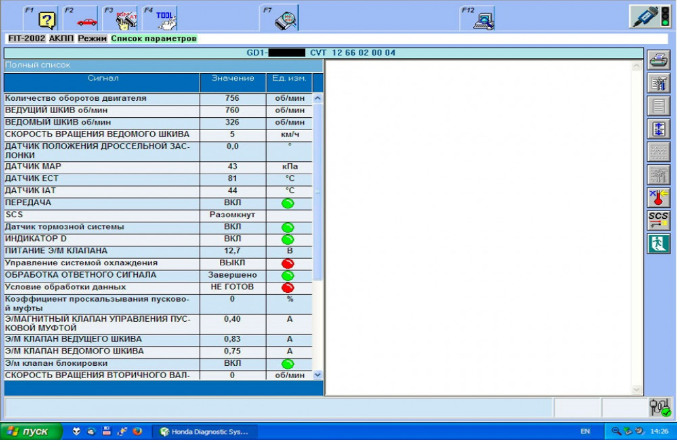 F1 F2 F3 F4 F7 F12
TOOL
FIT-2002 АКПП Режим Список параметров
GD1- CVT 12 66 02 00 04
Полный список
Сигнал Значение Ед. изм.
Количество оборотов двигателя 756 об/мин
ВЕДУЩИЙ ШКИВ об/мин 760 об/мин
ВЕДОМЫЙ ШКИВ об/мин 326 об/мин
СКОРОСТЬ ВРАЩЕНИЯ ВЕДОМОГО ШКИВА 5 км/ч
ДАТЧИК ПОЛОЖЕНИЯ ДРОССЕЛЬНОЙ ЗАС- 0,0 °
ЛОНКИ
ДАТЧИК MAP 43 кПа
ДАТЧИК ECT 81 °C
ДАТЧИК IAT 44 °C
ПЕРЕДАЧА ВКЛ
SCS Разомкнут
Датчик тормозной системы ВКЛ
ИНДИКАТОР D ВКЛ
ПИТАНИЕ Э/М КЛАПАНА 12,7 В
Управление системой охлаждения ВЫКЛ
ОБРАБОТКА ОТВЕТНОГО СИГНАЛА Завершено
Условие обработки данных НЕ ГОТОВ
Коэффициент проскальзывания пусково- 0 %
й муфты
Э/МАГНИТНЫЙ КЛАПАН УПРАВЛЕНИЯ ПУС- 0,40 А
КОВОЙ МУФТОЙ
Э/М КЛАПАН ВЕДУЩЕГО ШКИВА 0,83 А
Э/М КЛАПАН ВЕДОМОГО ШКИВА 0,75 А
Э/м клапан блокировки ВКЛ
СКОРОСТЬ ВРАЩЕНИЯ ВТОРИЧНОГО ВАЛ- 0 об/мин
SCS
пуск Honda Diagnostic Sys... EN 14:26